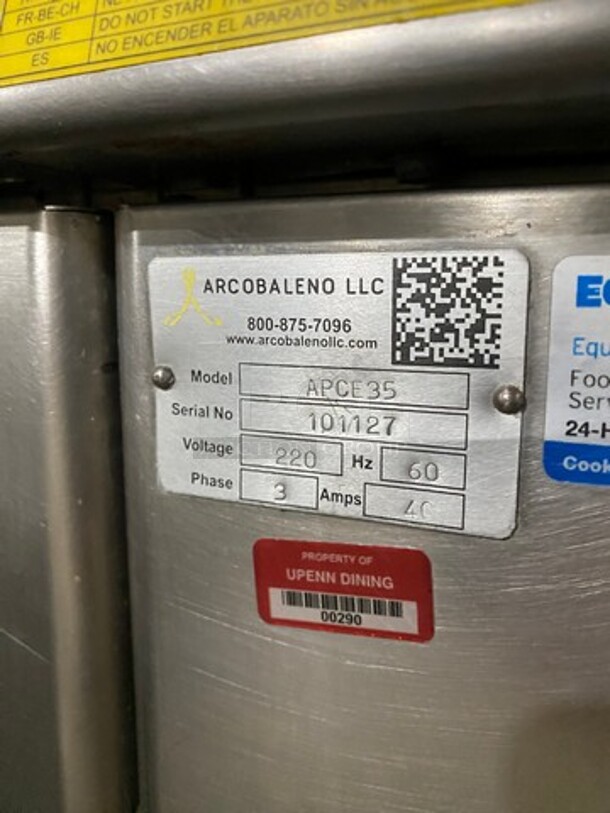 FR-BE-CH
GB-IE DO NOT START THE
ES NO ENCENDER EL APARATO SIN
ARCOBALENO LLC
800-875-7096
www.arcobalenollc.com
Model APCE35
Serial No 101127
Voltage 220 Hz 60
Phase 3 Amps
PROPERTY OF
UPENN DINING
00290
Equ
Foo
Serv
24-H
Cook